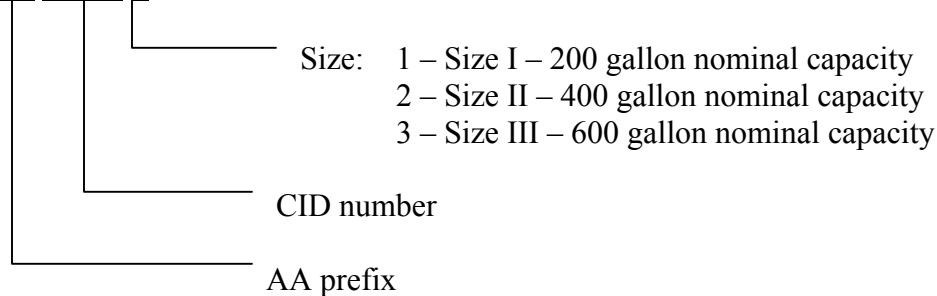 Size: 1 – Size I – 200 gallon nominal capacity
2 – Size II – 400 gallon nominal capacity
3 – Size III – 600 gallon nominal capacity
CID number
AA prefix